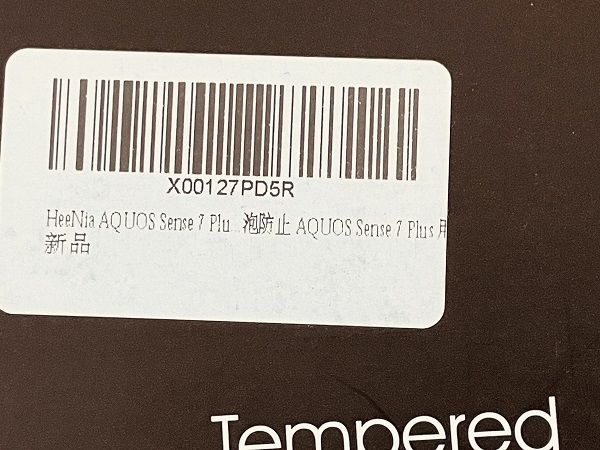 X00127PD5R
HeeNia AQUOS Sense 7 Plu...泡防止 AQUOS Sense 7 Plus 用
新品
Tempered